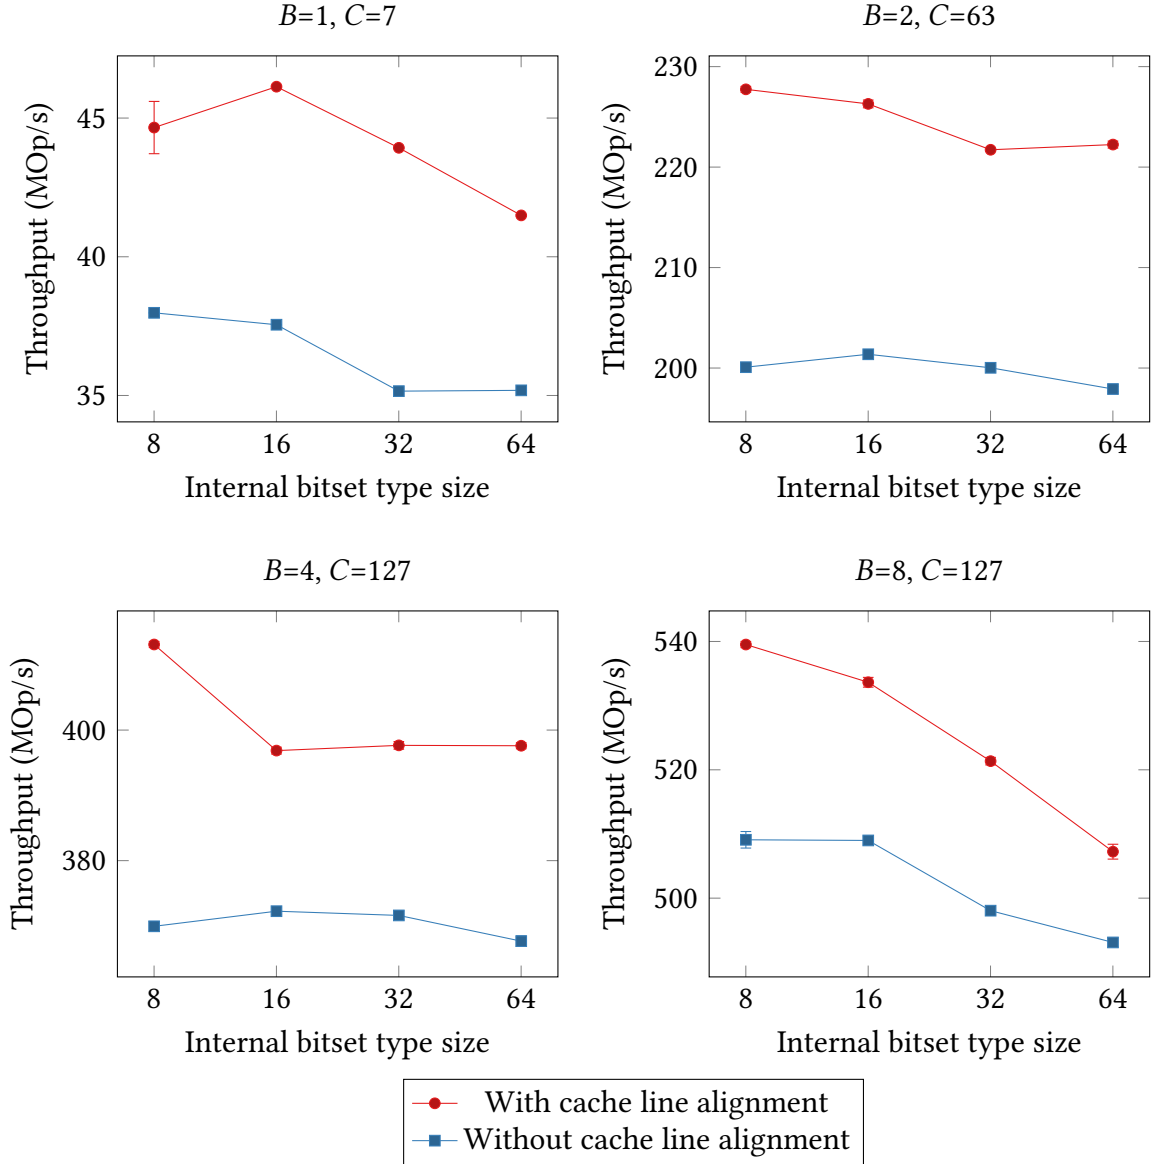 B=1, C=7
Throughput (MOp/s)
45
40
35
8 16 32 64
Internal bitset type size
B=2, C=63
Throughput (MOp/s)
230
220
210
200
8 16 32 64
Internal bitset type size
B=4, C=127
Throughput (MOp/s)
400
380
8 16 32 64
Internal bitset type size
B=8, C=127
Throughput (MOp/s)
540
520
500
8 16 32 64
Internal bitset type size
With cache line alignment
Without cache line alignment